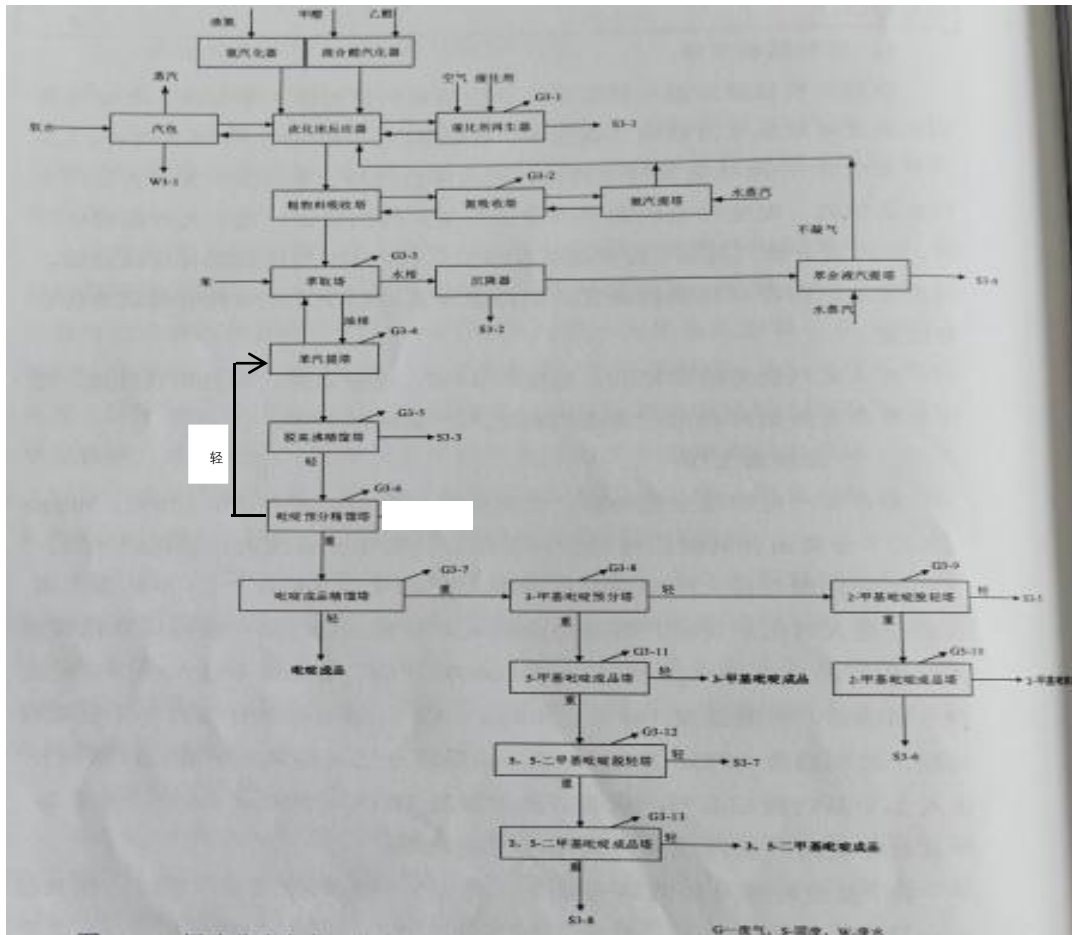 液氨 甲醛 乙醛
氨汽化器 混合醛汽化器
蒸汽 空气 催化剂 G3-1
软水 汽包 流化床反应器 催化剂再生器
W3-1 G3-2
粗物料吸收塔 氨吸收塔 氨汽提塔 水蒸汽
不凝气
G3-3
苯 萃取塔 水相 沉降器 萃余液汽提塔
油相 S3-2 水蒸汽
G3-4
苯汽提塔
G3-5
脱高沸精馏塔 S3-3
轻 轻
G3-6
吡啶预分精馏塔
重
G3-7 G3-8 G3-9
吡啶成品精馏塔 重 3-甲基吡啶预分塔 轻 2-甲基吡啶脱轻塔 轻 S3-5
轻 重 重
G3-11 G3-10
吡啶成品 3-甲基吡啶成品塔 轻 3-甲基吡啶成品 2-甲基吡啶成品塔
重
G3-12
3、5-二甲基吡啶脱轻塔 轻 S3-7 S3-6
重
G3-13
3、5-二甲基吡啶成品塔 轻 3、5-二甲基吡啶成品
重
S3-8
G—废气，S-固废，W-废水